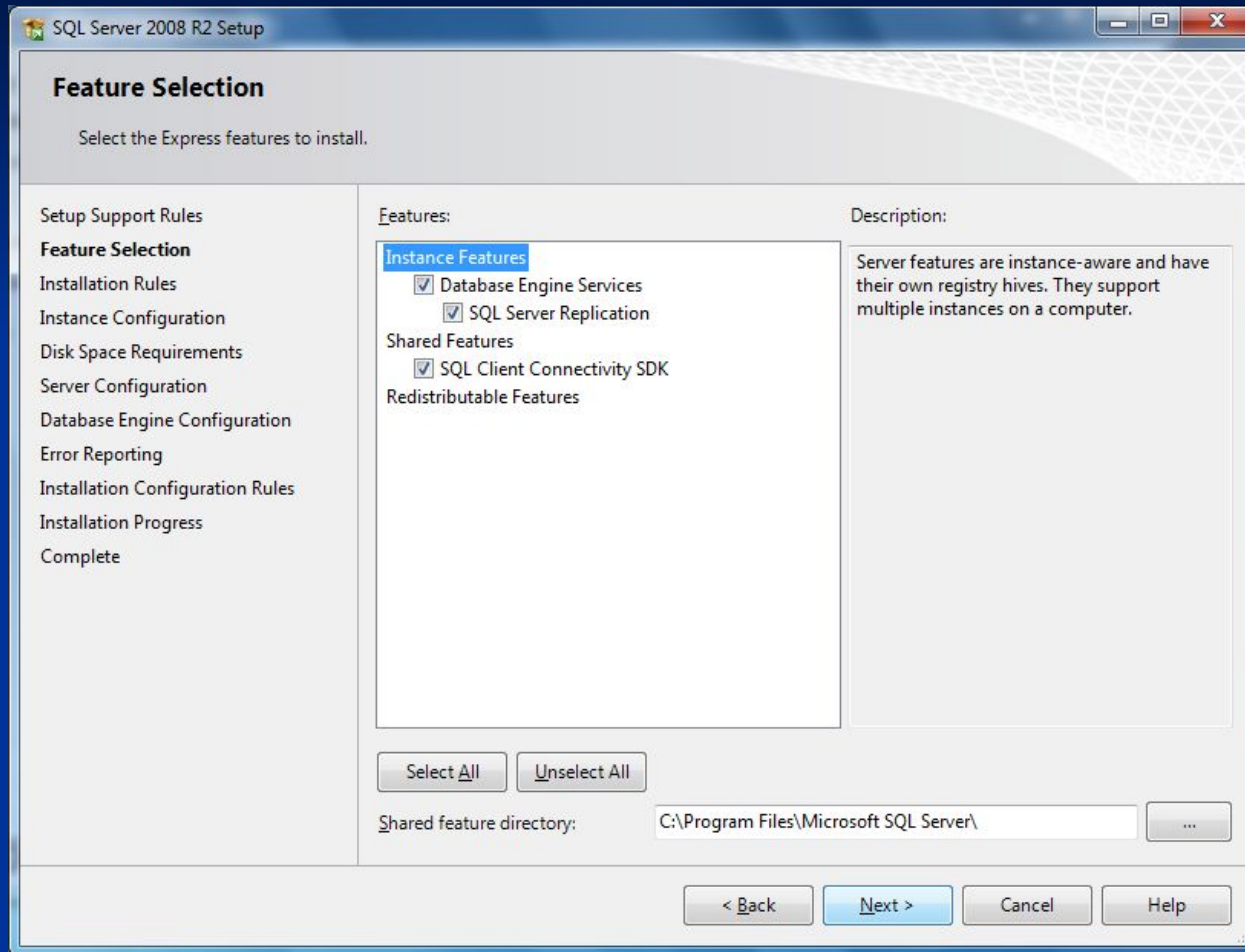 SQL Server 2008 R2 Setup
Feature Selection
Select the Express features to install.
Setup Support Rules
Feature Selection
Installation Rules
Instance Configuration
Disk Space Requirements
Server Configuration
Database Engine Configuration
Error Reporting
Installation Configuration Rules
Installation Progress
Complete
Features:
Instance Features
Database Engine Services
SQL Server Replication
Shared Features
SQL Client Connectivity SDK
Redistributable Features
Description:
Server features are instance-aware and have
their own registry hives. They support
multiple instances on a computer.
Select All
Unselect All
Shared feature directory:
C:\Program Files\Microsoft SQL Server\
...
< Back
Next >
Cancel
Help